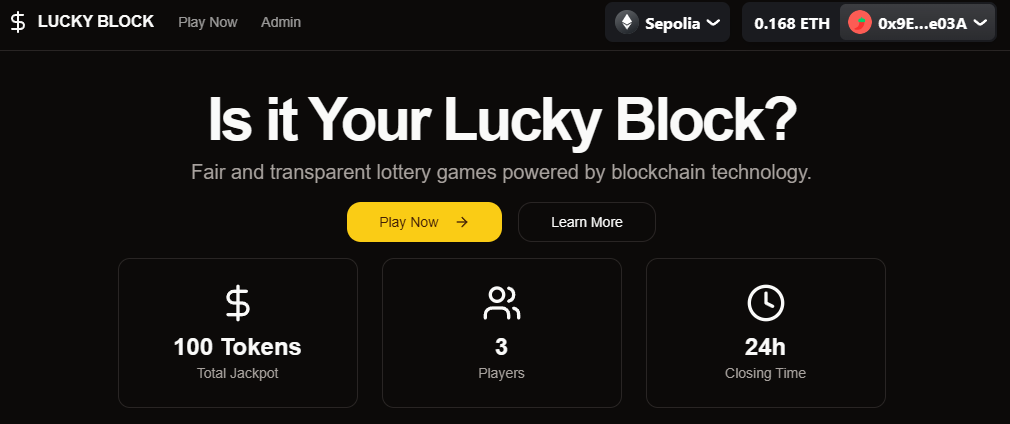 LUCKY BLOCK Play Now Admin Sepolia 0.168 ETH 0x9E...e03A
Is it Your Lucky Block?
Fair and transparent lottery games powered by blockchain technology.
Play Now Learn More
100 Tokens
Total Jackpot
3
Players
24h
Closing Time